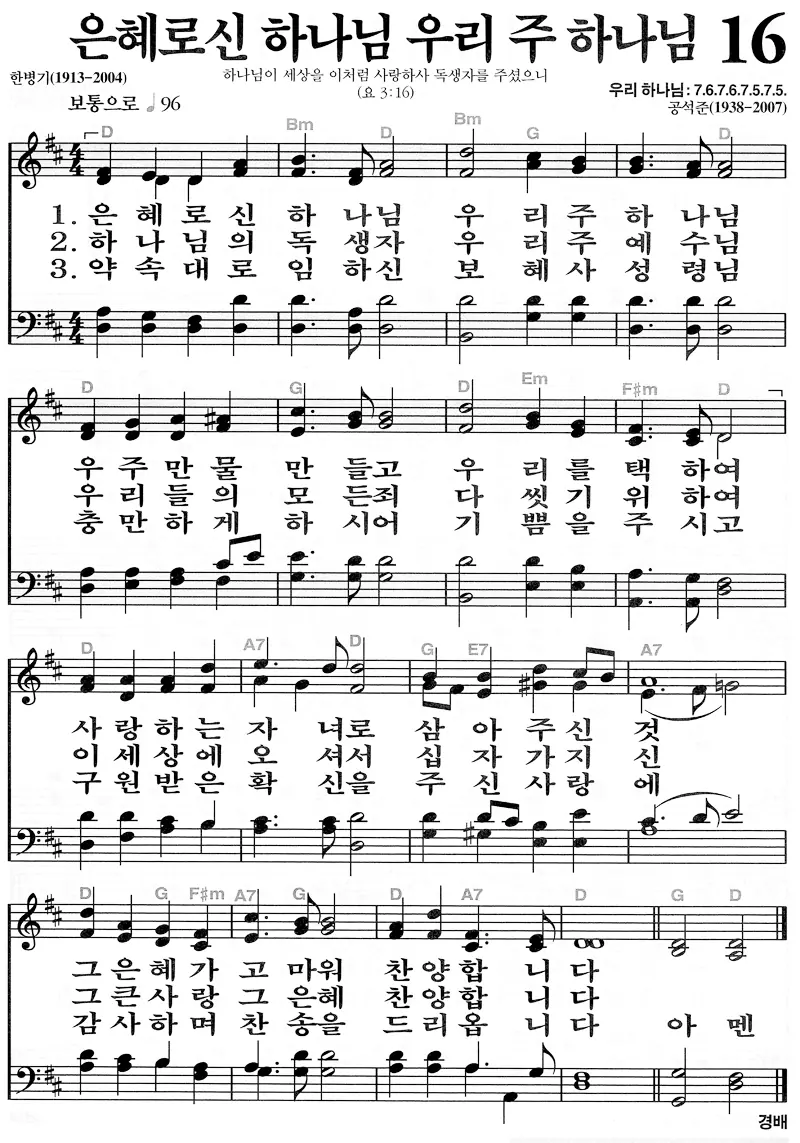 은혜로신 하나님 우리 주 하나님 16
한병기(1913-2004)
하나님이 세상을 이처럼 사랑하사 독생자를 주셨으니
(요 3:16)
우리 하나님: 7.6.7.6.7.5.7.5.
공석준(1938-2007)
보통으로 ♩96
D Bm D Bm G D
1. 은 혜 로 신 하 나님 우 리 주 하 나님
2. 하 나 님 의 독 생자 우 리 주 예 수님
3. 약 속 대 로 임 하신 보 혜 사 성 령님
D G D Em F#m D
우 주 만 물 만 들고 우 리 를 택 하여
우 리 들 의 모 든죄 다 씻 기 위 하여
충 만 하 게 하 시어 기 쁨 을 주 시고
D A7 D G E7 A7
사 랑 하 는 자 녀로 삼 아 주 신 것
이 세 상 에 오 셔서 십 자 가 지 신
구 원 받 은 확 신을 주 신 사 랑 에
D G F#m A7 G D A7 D G D
그 은 혜 가 고 마워 찬 양 합 니 다
그 큰 사 랑 그 은혜 찬 양 합 니 다
감 사 하 며 찬 송을 드 리 옵 니 다 아 멘
경배